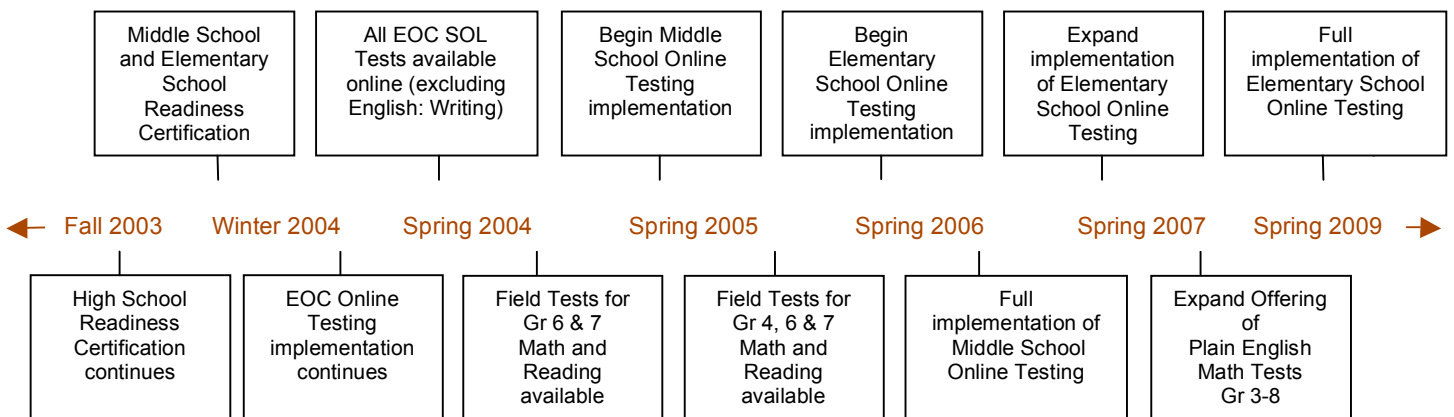 Middle School
and Elementary
School
Readiness
Certification
All EOC SOL
Tests available
online (excluding
English: Writing)
Begin Middle
School Online
Testing
implementation
Begin
Elementary
School Online
Testing
implementation
Expand
implementation
of Elementary
School Online
Testing
Full
implementation of
Elementary School
Online Testing
Fall 2003
Winter 2004
Spring 2004
Spring 2005
Spring 2006
Spring 2007
Spring 2009
High School
Readiness
Certification
continues
EOC Online
Testing
implementation
continues
Field Tests for
Gr 6 & 7
Math and
Reading
available
Field Tests for
Gr 4, 6 & 7
Math and
Reading
available
Full
implementation of
Middle School
Online Testing
Expand Offering
of
Plain English
Math Tests
Gr 3-8